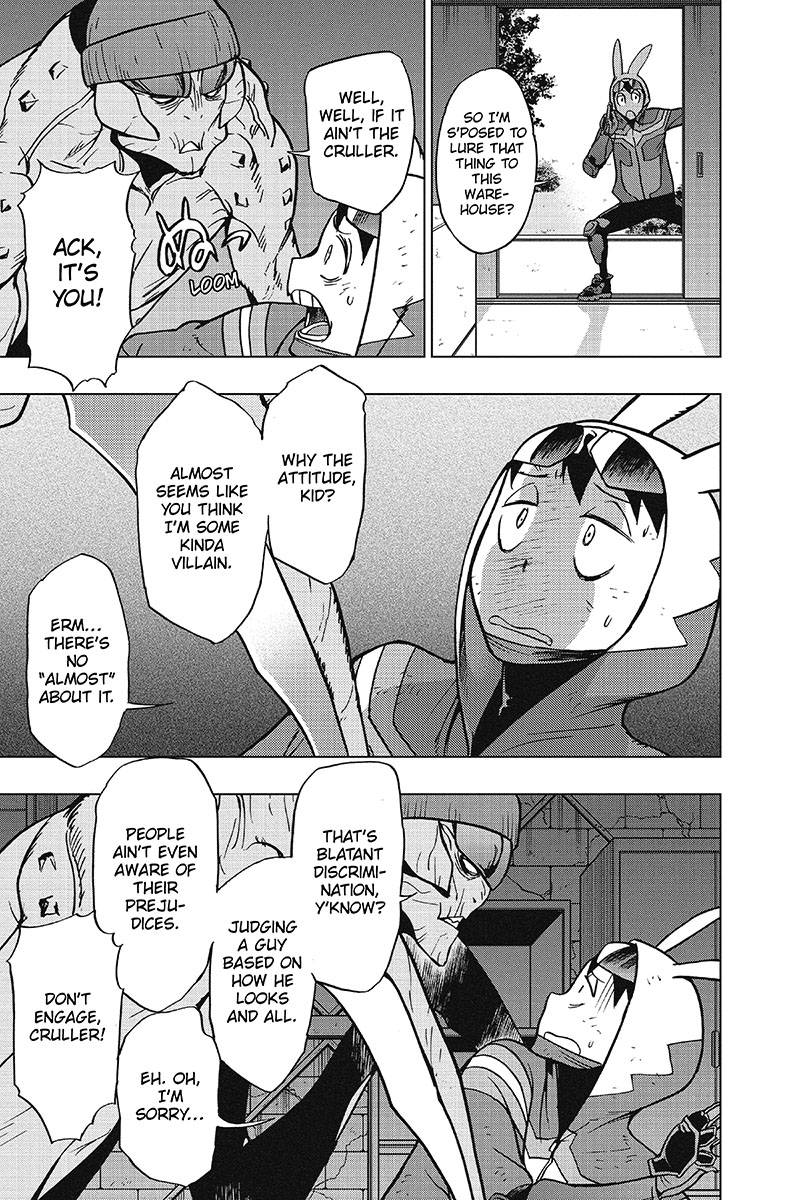 SO I'M
S'POSED TO
LURE THAT
THING TO
THIS
WARE-
HOUSE?
WELL,
WELL, IF IT
AIN'T THE
CRULLER.
ぬっ
LOOM
ACK,
IT'S
YOU!
WHY THE
ATTITUDE,
KID?
ALMOST
SEEMS LIKE
YOU THINK
I'M SOME
KINDA
VILLAIN.
ERM...
THERE'S
NO
"ALMOST"
ABOUT IT.
THAT'S
BLATANT
DISCRIMI-
NATION,
Y'KNOW?
JUDGING
A GUY
BASED ON
HOW HE
LOOKS
AND ALL.
PEOPLE
AIN'T EVEN
AWARE OF
THEIR
PREJU-
DICES.
EH. OH,
I'M
SORRY...
DON'T
ENGAGE,
CRULLER!